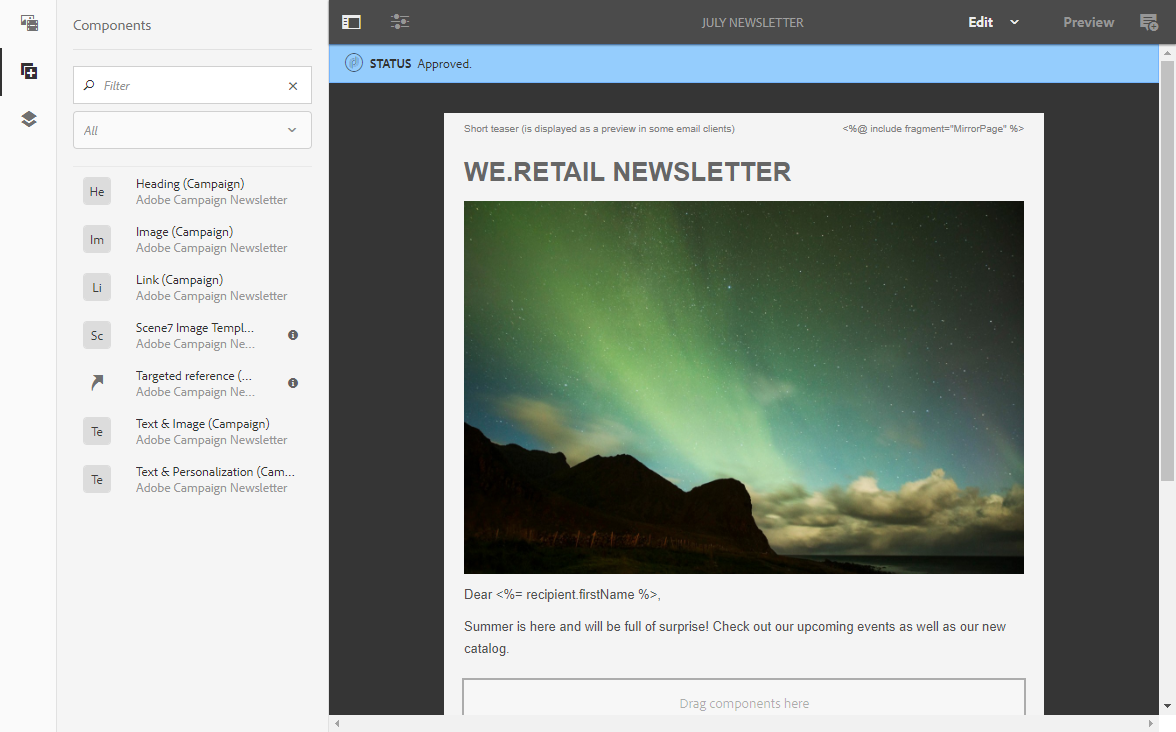 Components
Filter
All
He
Heading (Campaign)
Adobe Campaign Newsletter
Im
Image (Campaign)
Adobe Campaign Newsletter
Li
Link (Campaign)
Adobe Campaign Newsletter
Sc
Scene7 Image Templ...
Adobe Campaign Ne...
Targeted reference (...
Adobe Campaign Ne...
Te
Text & Image (Campaign)
Adobe Campaign Newsletter
Te
Text & Personalization (Cam...
Adobe Campaign Newsletter
JULY NEWSLETTER
Edit
Preview
STATUS Approved.
Short teaser (is displayed as a preview in some email clients)
<%@ include fragment="MirrorPage" %>
WE.RETAIL NEWSLETTER
Dear <%= recipient.firstName %>,
Summer is here and will be full of surprise! Check out our upcoming events as well as our new
catalog.
Drag components here